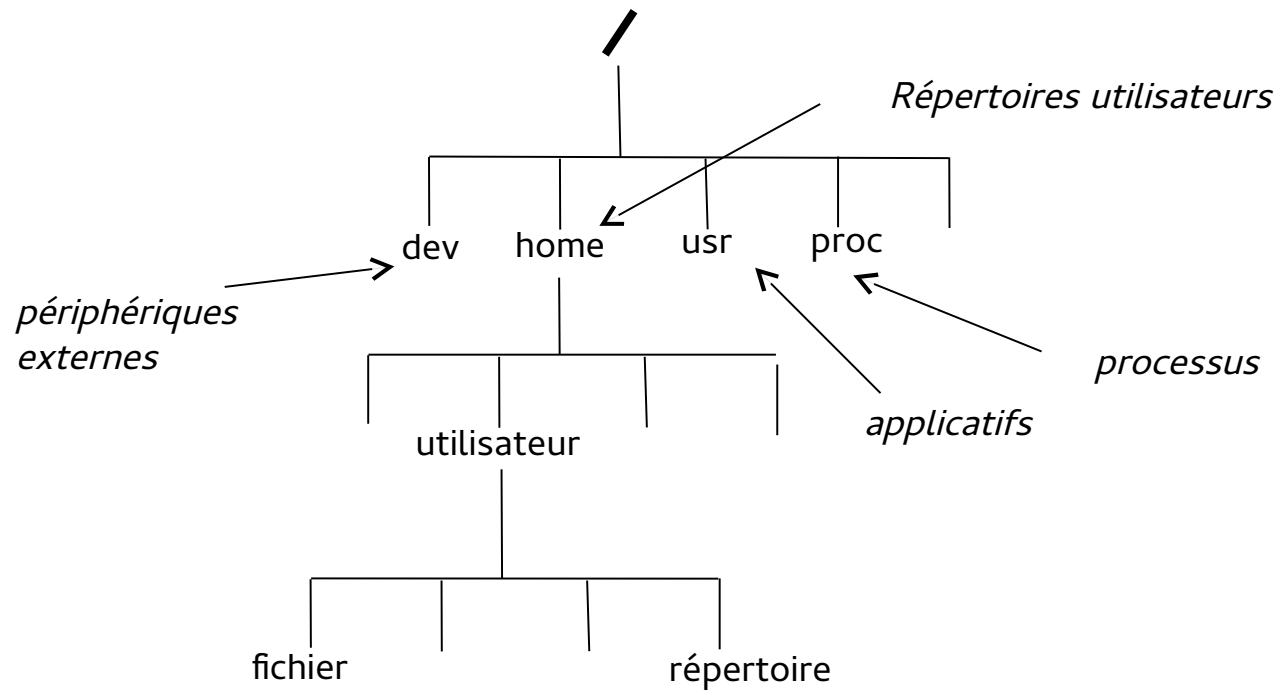 /
Répertoires utilisateurs
dev
home
usr
proc
périphériques
externes
processus
applicatifs
utilisateur
fichier
répertoire